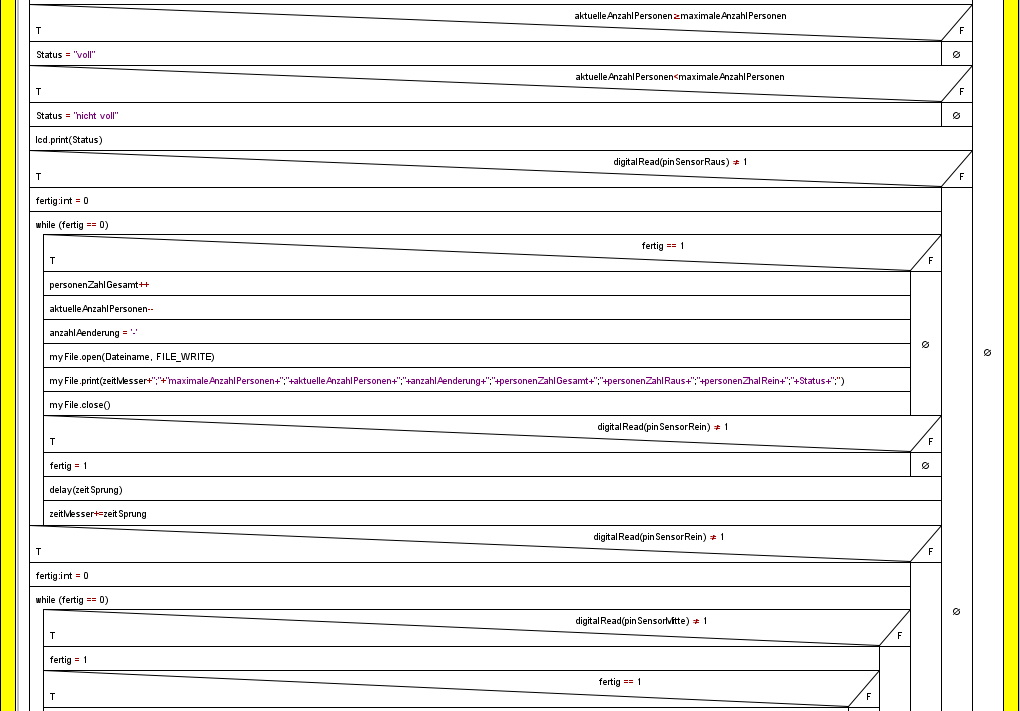 aktuelleAnzahlPersonen≥maximaleAnzahlPersonen
T F
Status = "voll" ∅
aktuelleAnzahlPersonen<maximaleAnzahlPersonen
T F
Status = "nicht voll" ∅
lcd.print(Status)
digitalRead(pinSensorRaus) ≠ 1
T F
fertig:int = 0
while (fertig == 0)
fertig == 1
T F
personenZahlGesamt++
aktuelleAnzahlPersonen--
anzahlAenderung = '-'
∅ ∅
myFile.open(Dateiname, FILE_WRITE)
myFile.print(zeitMesser+";"+"maximaleAnzahlPersonen+";"+aktuelleAnzahlPersonen+";"+anzahlAenderung+";"+personenZahlGesamt+";"+personenZahlRaus+";"+personenZhalRein+";"+Status+";")
myFile.close()
digitalRead(pinSensorRein) ≠ 1
T F
fertig = 1 ∅
delay(zeitSprung)
zeitMesser+=zeitSprung
digitalRead(pinSensorRein) ≠ 1
T F
fertig:int = 0
while (fertig == 0)
∅
digitalRead(pinSensorMitte) ≠ 1
T F
fertig = 1
fertig == 1
T F